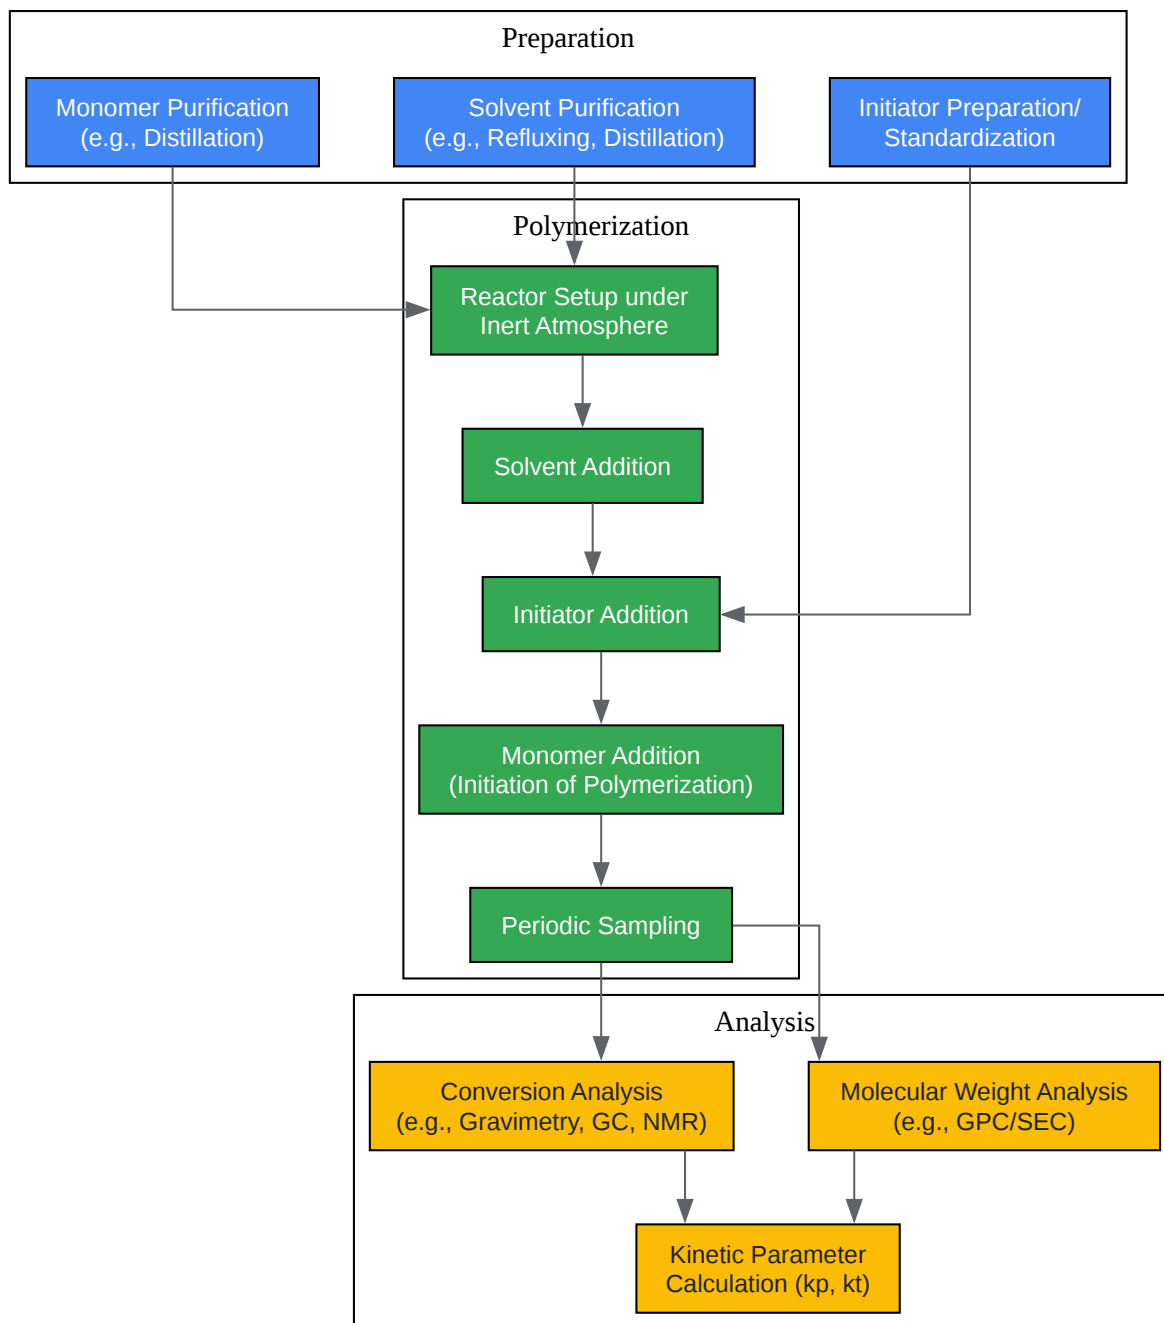 Preparation
Monomer Purification
(e.g., Distillation)
Solvent Purification
(e.g., Refluxing, Distillation)
Initiator Preparation/
Standardization
Polymerization
Reactor Setup under
Inert Atmosphere
Solvent Addition
Initiator Addition
Monomer Addition
(Initiation of Polymerization)
Periodic Sampling
Analysis
Conversion Analysis
(e.g., Gravimetry, GC, NMR)
Molecular Weight Analysis
(e.g., GPC/SEC)
Kinetic Parameter
Calculation (kp, kt)